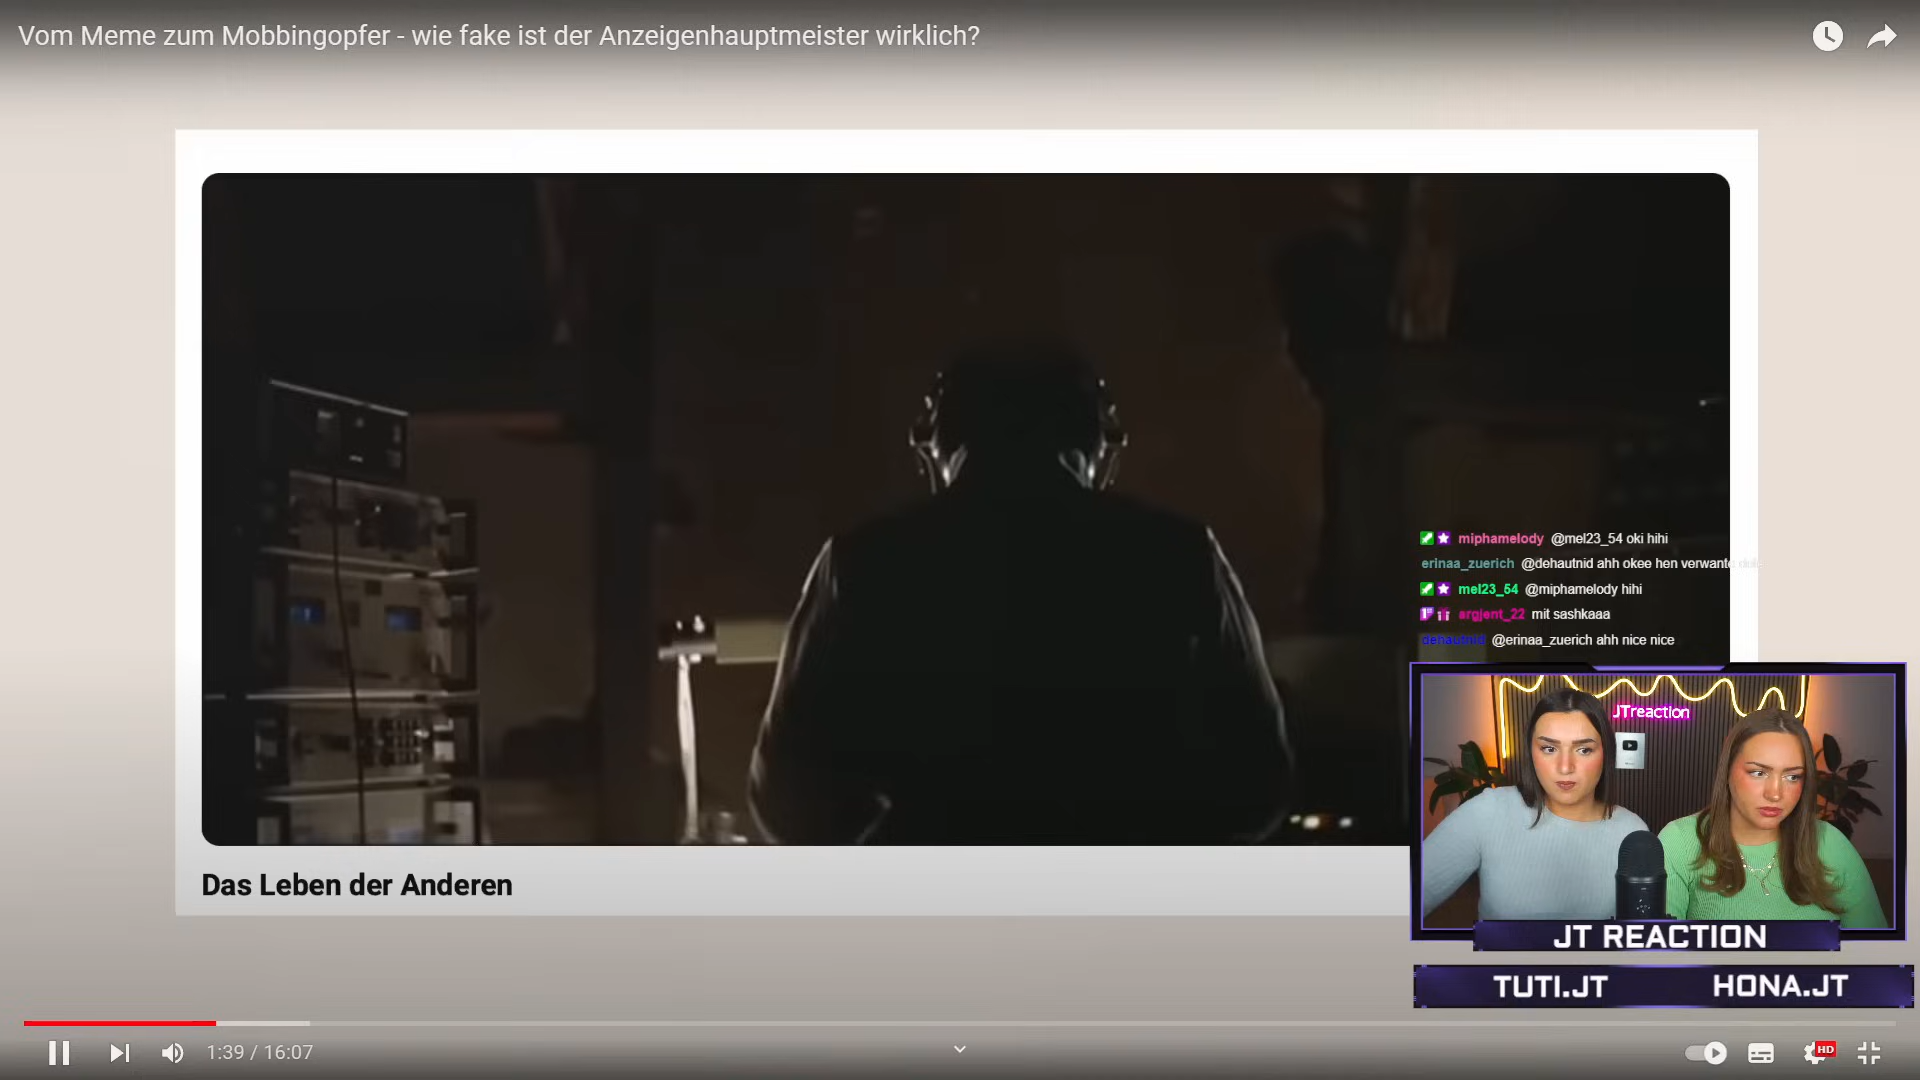 Vom Meme zum Mobbingopfer - wie fake ist der Anzeigenhauptmeister wirklich?
miphamelody @mel23_54 oki hihi
erinaa_zuerich @dehautnid ahh okee hen verwante
mel23_54 @miphamelody hihi
argjent_22 mit sashkaaa
dehautnid @erinaa_zuerich ahh nice nice
JTreaction
Das Leben der Anderen
JT REACTION
TUTI.JT HONA.JT
1:39 / 16:07
HD